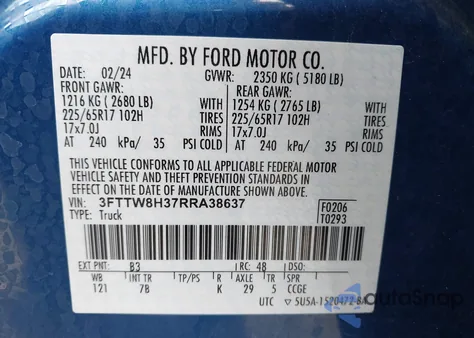 MFD. BY FORD MOTOR CO.
DATE: 02/24 GVWR: 2350 KG ( 5180 LB)
FRONT GAWR: REAR GAWR:
1216 KG ( 2680 LB) WITH 1254 KG ( 2765 LB) WITH
225/65R17 102H TIRES 225/65R17 102H TIRES
17x7.0J RIMS 17x7.0J RIMS
AT 240 kPa/ 35 PSI COLD AT 240 kPa/ 35 PSI COLD
THIS VEHICLE CONFORMS TO ALL APPLICABLE FEDERAL MOTOR
VEHICLE SAFETY AND THEFT PREVENTION STANDARDS IN
EFFECT ON THE DATE OF MANUFACTURE SHOWN ABOVE.
VIN: 3FTTW8H37RRA38637 F0206
TYPE: Truck T0293
EXT PNT: B3 RC: 48 DSO:
WB INT TR TP/PS R AXLE TR SPR
121 7B K 29 5 CCGE
UTC 5USA-1520472-BA
autoSnap